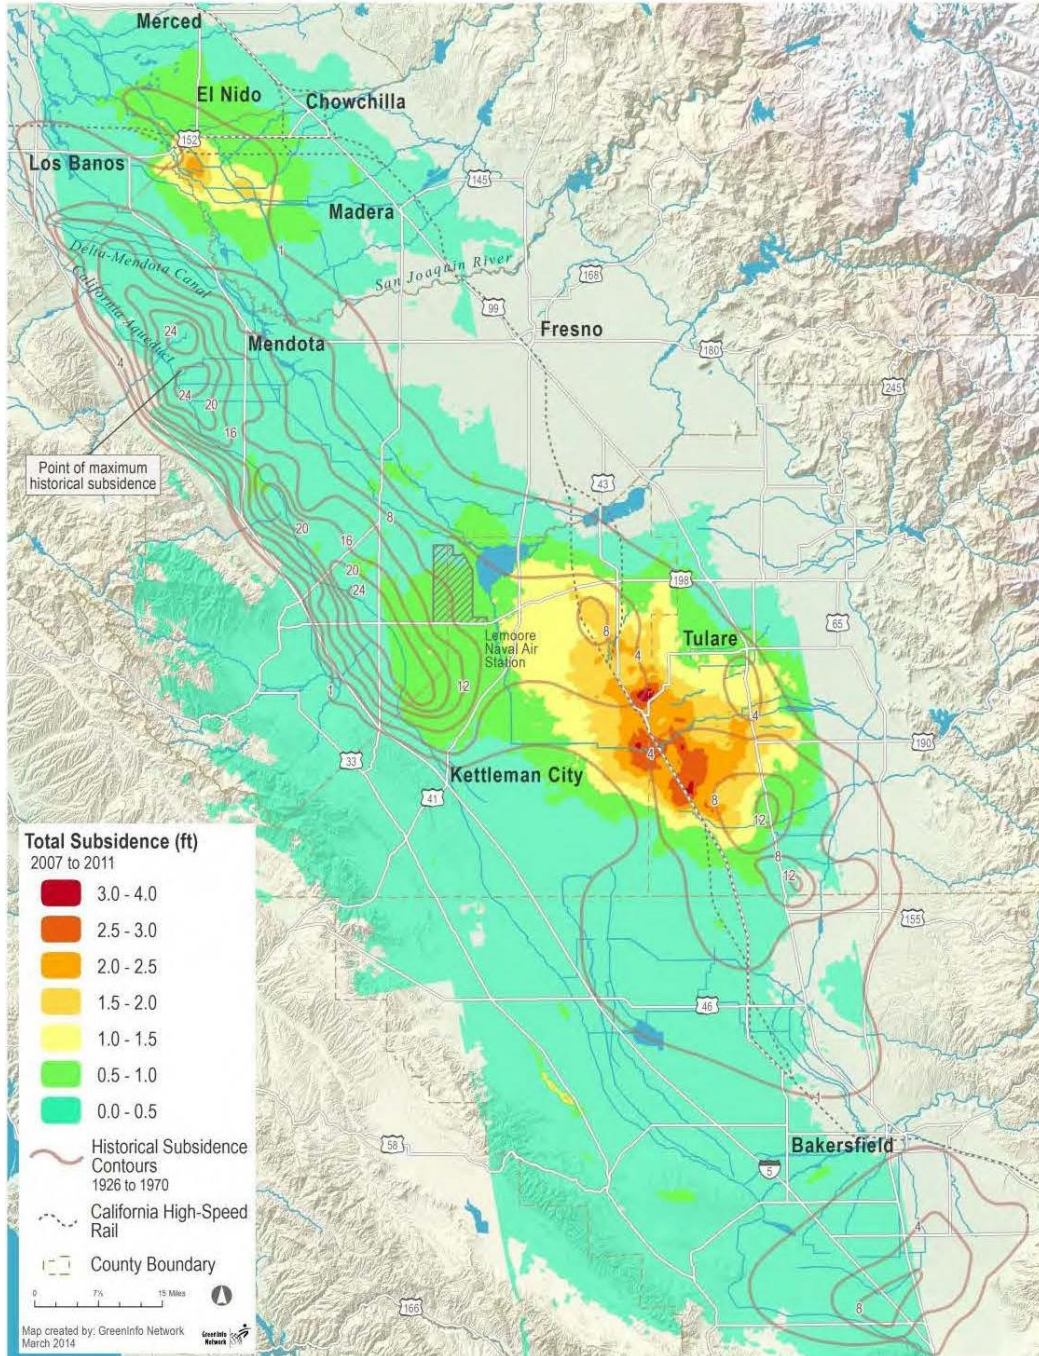 Merced
El Nido
Chowchilla
152
Los Banos
145
Madera
1
Delta-Mendota Canal
San Joaquin River
California Aqueduct
168
99
24
Fresno
Mendota
4
180
24
20
245
16
Point of maximum
historical subsidence
43
20
8
16
20
24
198
8
65
Lemoore
Naval Air
Station
4
Tulare
12
1
4
190
4
33
Kettleman City
41
8
12
8
12
155
46
1
58
Bakersfield
5
4
8
166
Total Subsidence (ft)
2007 to 2011
3.0 - 4.0
2.5 - 3.0
2.0 - 2.5
1.5 - 2.0
1.0 - 1.5
0.5 - 1.0
0.0 - 0.5
Historical Subsidence
Contours
1926 to 1970
California High-Speed
Rail
County Boundary
0 7½ 15 Miles
Map created by: GreenInfo Network
March 2014
GreenInfo
Network